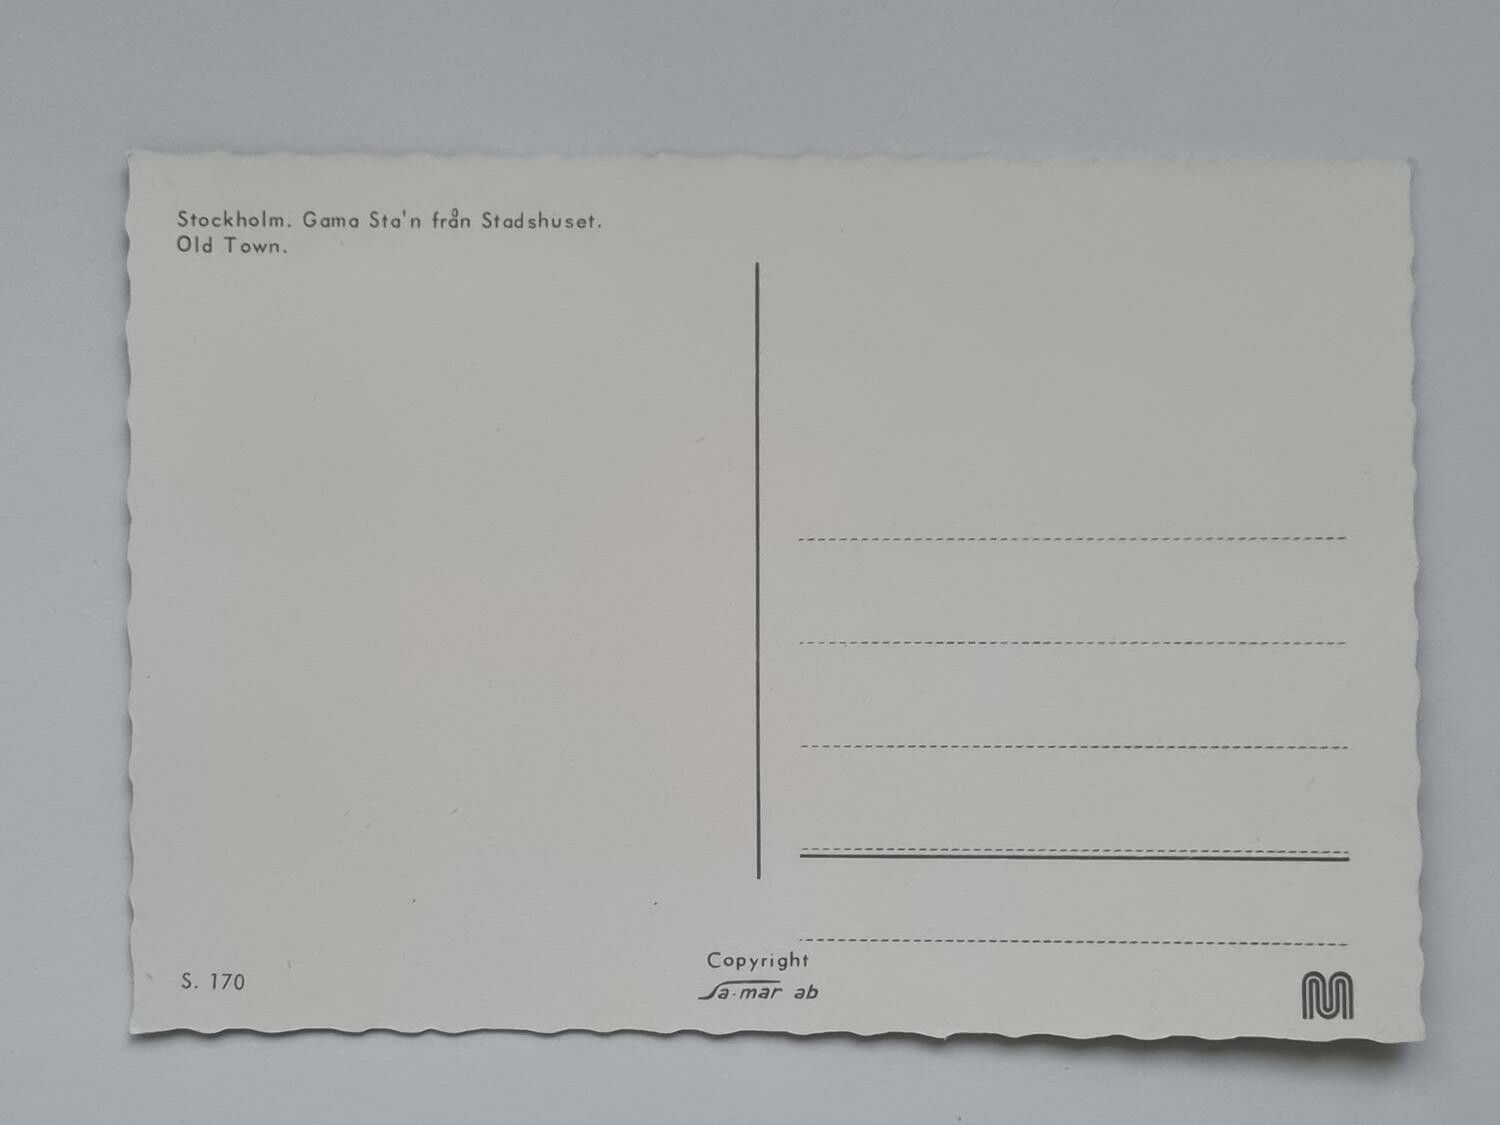 Stockholm. Gama Sta'n från Stadshuset.
Old Town.
S. 170
Copyright
Sa-mar ab
M